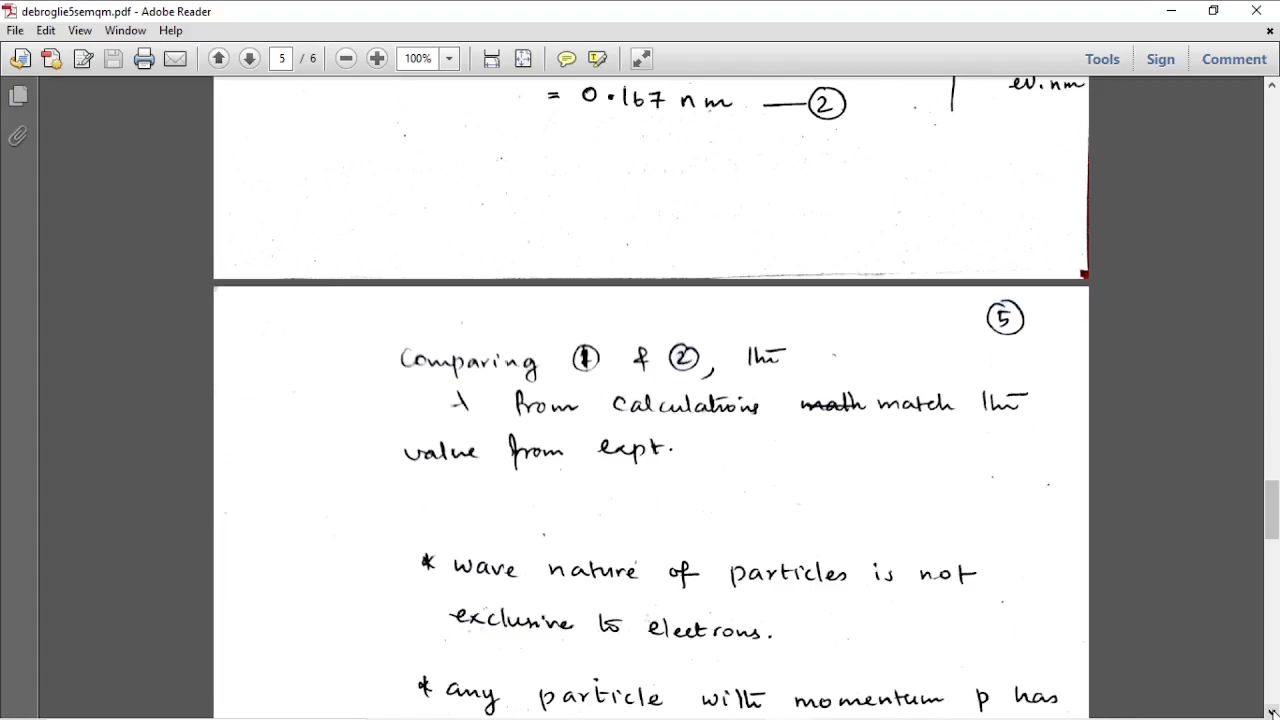 debroglie5semqm.pdf - Adobe Reader
File Edit View Window Help
5 / 6 100% Tools Sign Comment
ev.nm
= 0.167 nm — ②
⑤
Comparing ① & ②, the
λ from calculations math match the
value from expt.
* wave nature of particles is not
exclusive to electrons.
* any particle with momentum p has